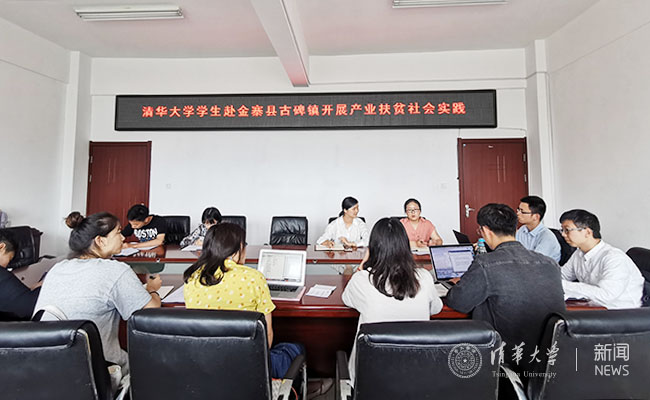 清华大学学生赴金寨县古碑镇开展产业扶贫社会实践
BOSTON
清华大学
Tsinghua University
新闻
NEWS